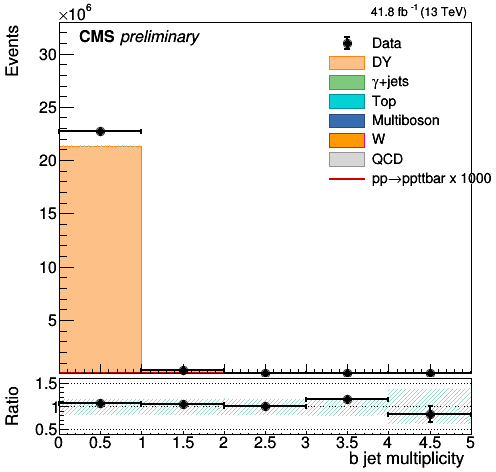 ×10⁶
41.8 fb⁻¹ (13 TeV)
Events
CMS preliminary
Data
DY
γ+jets
Top
Multiboson
W
QCD
pp→ppttbar x 1000
30
25
20
15
10
5
Ratio
1.5
1
0.5
0 0.5 1 1.5 2 2.5 3 3.5 4 4.5 5
b jet multiplicity